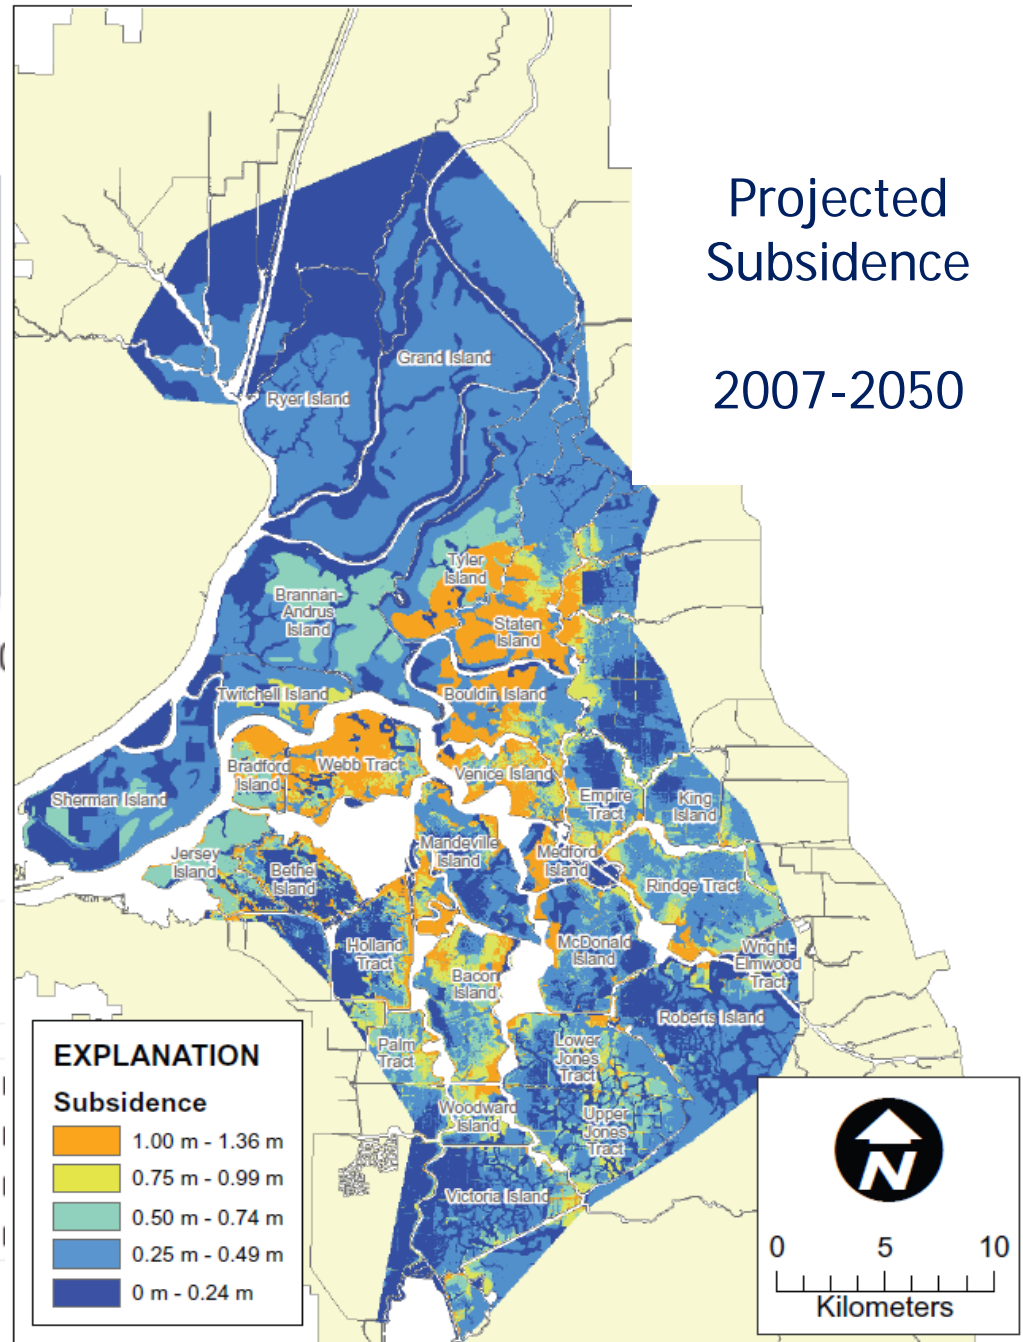 Projected
Subsidence
2007-2050
Grand Island
Ryer Island
Tyler
Island
Brannan-
Andrus
Island
Staten
Island
Twitchell Island
Bouldin Island
Bradford
Island
Webb Tract
Venice Island
Sherman Island
Empire
Tract
King
Island
Jersey
Island
Bethel
Island
Mandeville
Island
Medford
Island
Rindge Tract
Holland
Tract
McDonald
Island
Wright-
Elmwood
Tract
Bacon
Island
Roberts Island
Palm
Tract
Lower
Jones
Tract
Woodward
Island
Upper
Jones
Tract
Victoria Island
EXPLANATION
Subsidence
1.00 m - 1.36 m
0.75 m - 0.99 m
0.50 m - 0.74 m
0.25 m - 0.49 m
0 m - 0.24 m
N
0 5 10
Kilometers